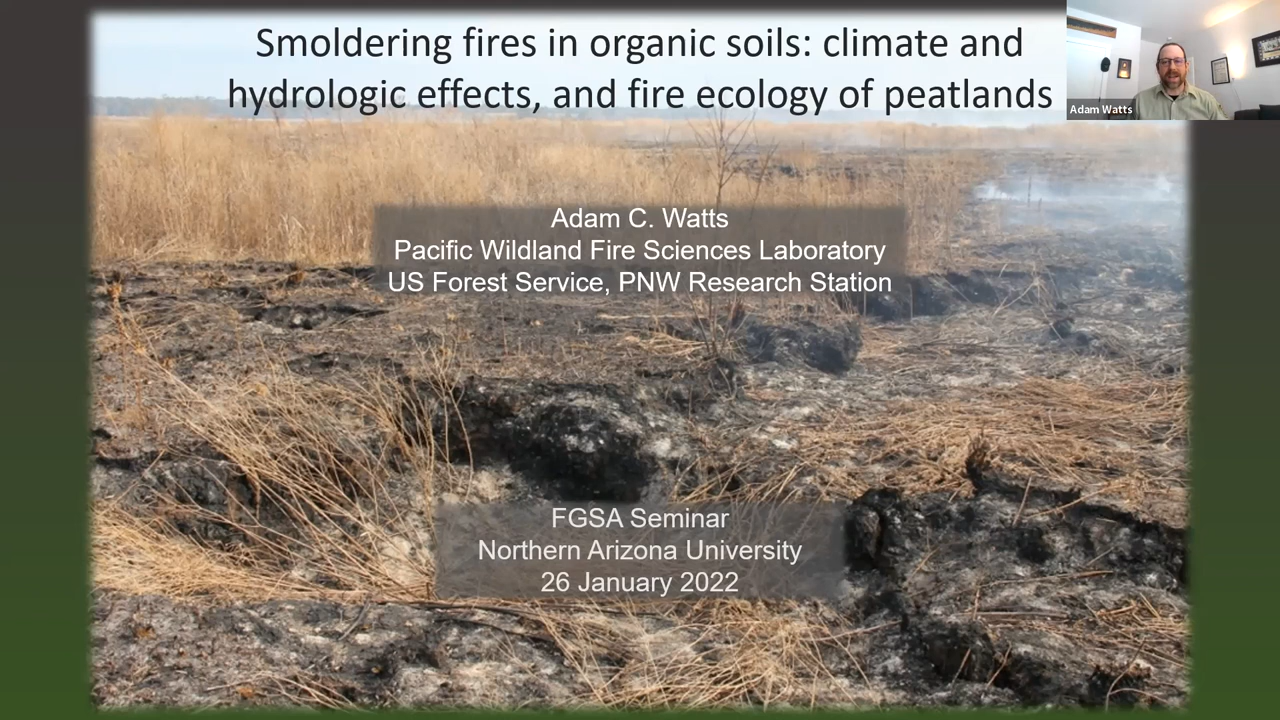 Smoldering fires in organic soils: climate and
hydrologic effects, and fire ecology of peatlands
Adam Watts
Adam C. Watts
Pacific Wildland Fire Sciences Laboratory
US Forest Service, PNW Research Station
FGSA Seminar
Northern Arizona University
26 January 2022